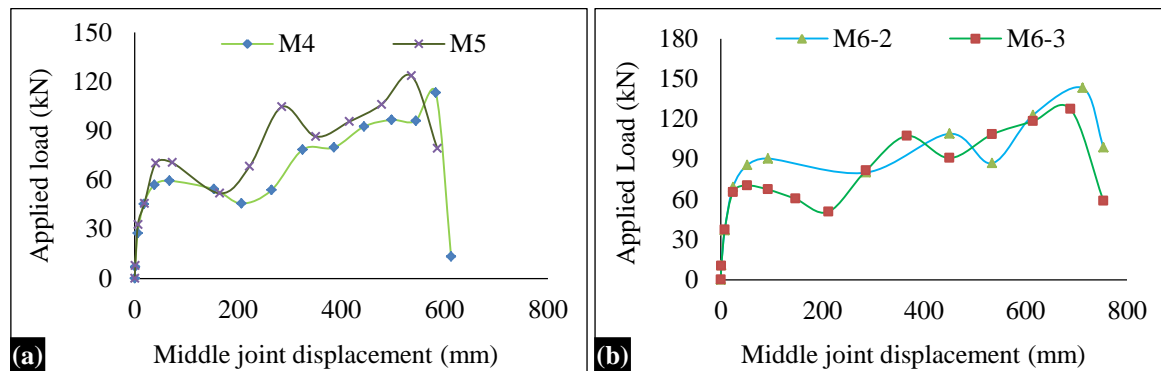 M4 M5
150
120
90
60
30
0
0 200 400 600 800
Applied load (kN)
Middle joint displacement (mm)
(a)
M6-2 M6-3
180
150
120
90
60
30
0
0 200 400 600 800
Applied Load (kN)
Middle joint displacement (mm)
(b)